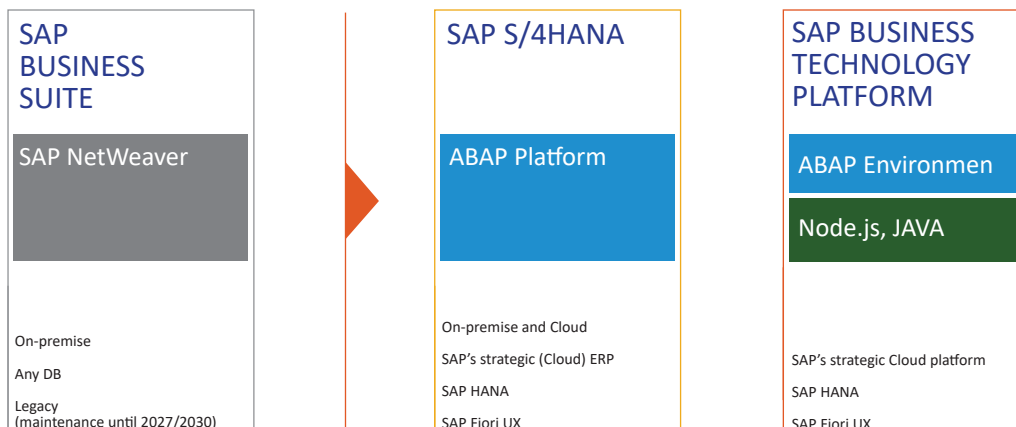 SAP
BUSINESS
SUITE
SAP NetWeaver
On-premise
Any DB
Legacy
(maintenance until 2027/2030)
SAP S/4HANA
ABAP Platform
On-premise and Cloud
SAP's strategic (Cloud) ERP
SAP HANA
SAP Fiori UX
SAP BUSINESS
TECHNOLOGY
PLATFORM
ABAP Environmen
Node.js, JAVA
SAP's strategic Cloud platform
SAP HANA
SAP Fiori UX